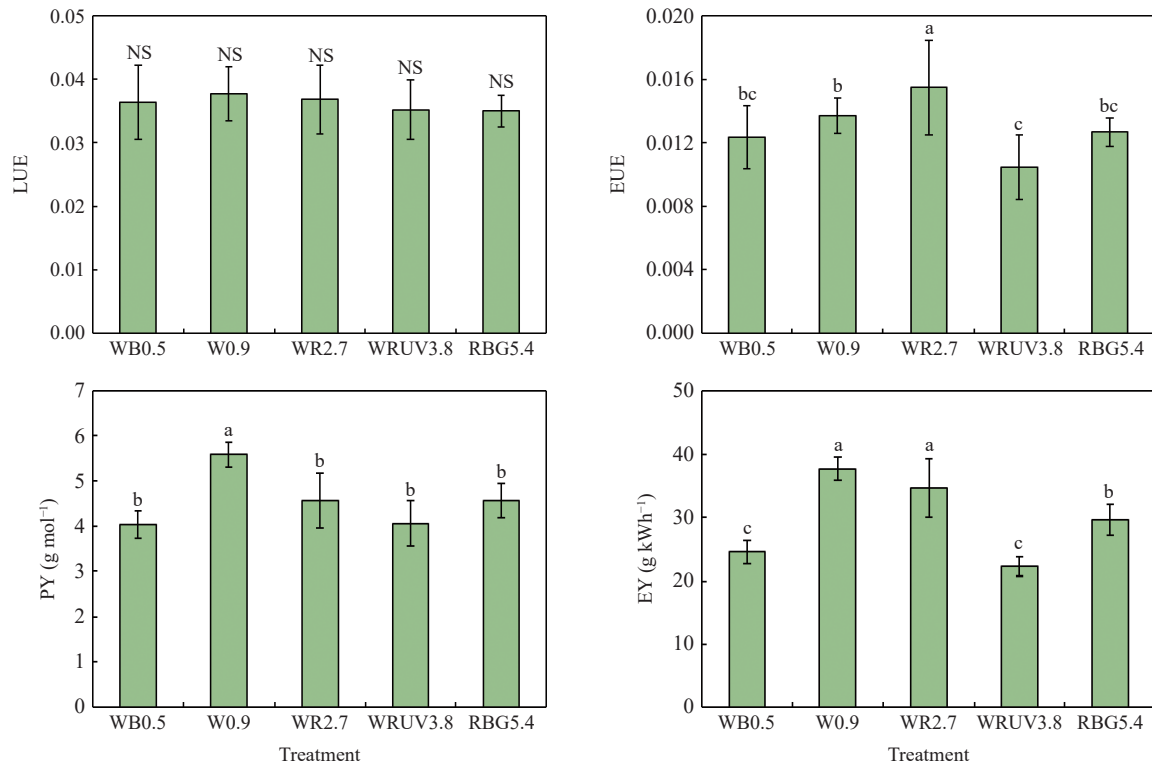 LUE
0.05
0.04
0.03
0.02
0.01
0.00
NS NS NS NS NS
WB0.5 W0.9 WR2.7 WRUV3.8 RBG5.4
EUE
0.020
0.016
0.012
0.008
0.004
0.000
bc b a c bc
WB0.5 W0.9 WR2.7 WRUV3.8 RBG5.4
PY (g mol⁻¹)
7
6
5
4
3
2
1
0
b a b b b
WB0.5 W0.9 WR2.7 WRUV3.8 RBG5.4
Treatment
EY (g kWh⁻¹)
50
40
30
20
10
0
c a a c b
WB0.5 W0.9 WR2.7 WRUV3.8 RBG5.4
Treatment